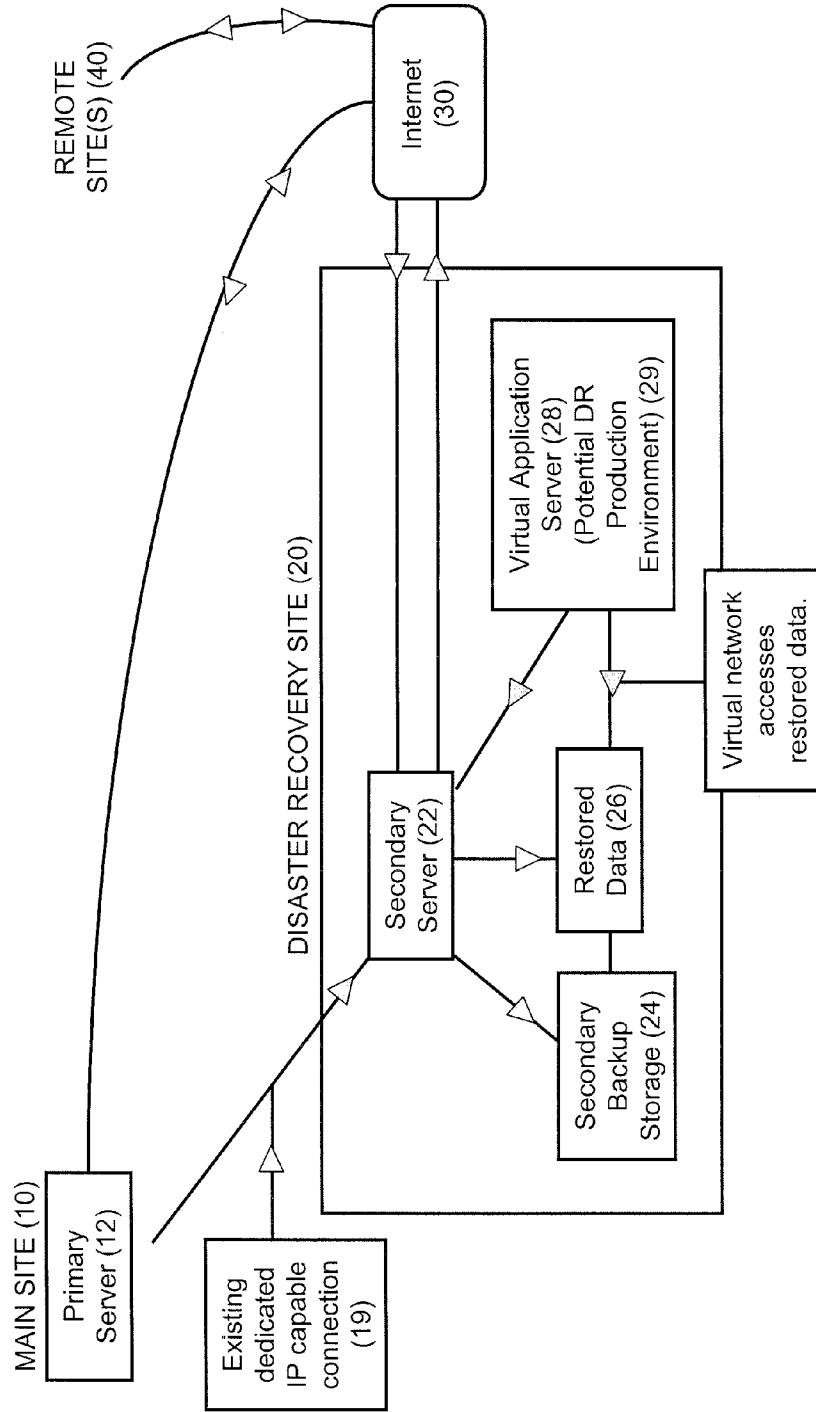 MAIN SITE (10)
Primary
Server (12)
Existing
dedicated
IP capable
connection
(19)
REMOTE
SITE(S) (40)
Internet
(30)
DISASTER RECOVERY SITE (20)
Secondary
Server (22)
Secondary
Backup
Storage (24)
Restored
Data (26)
Virtual Application
Server (28)
(Potential DR
Production
Environment) (29)
Virtual network
accesses
restored data.